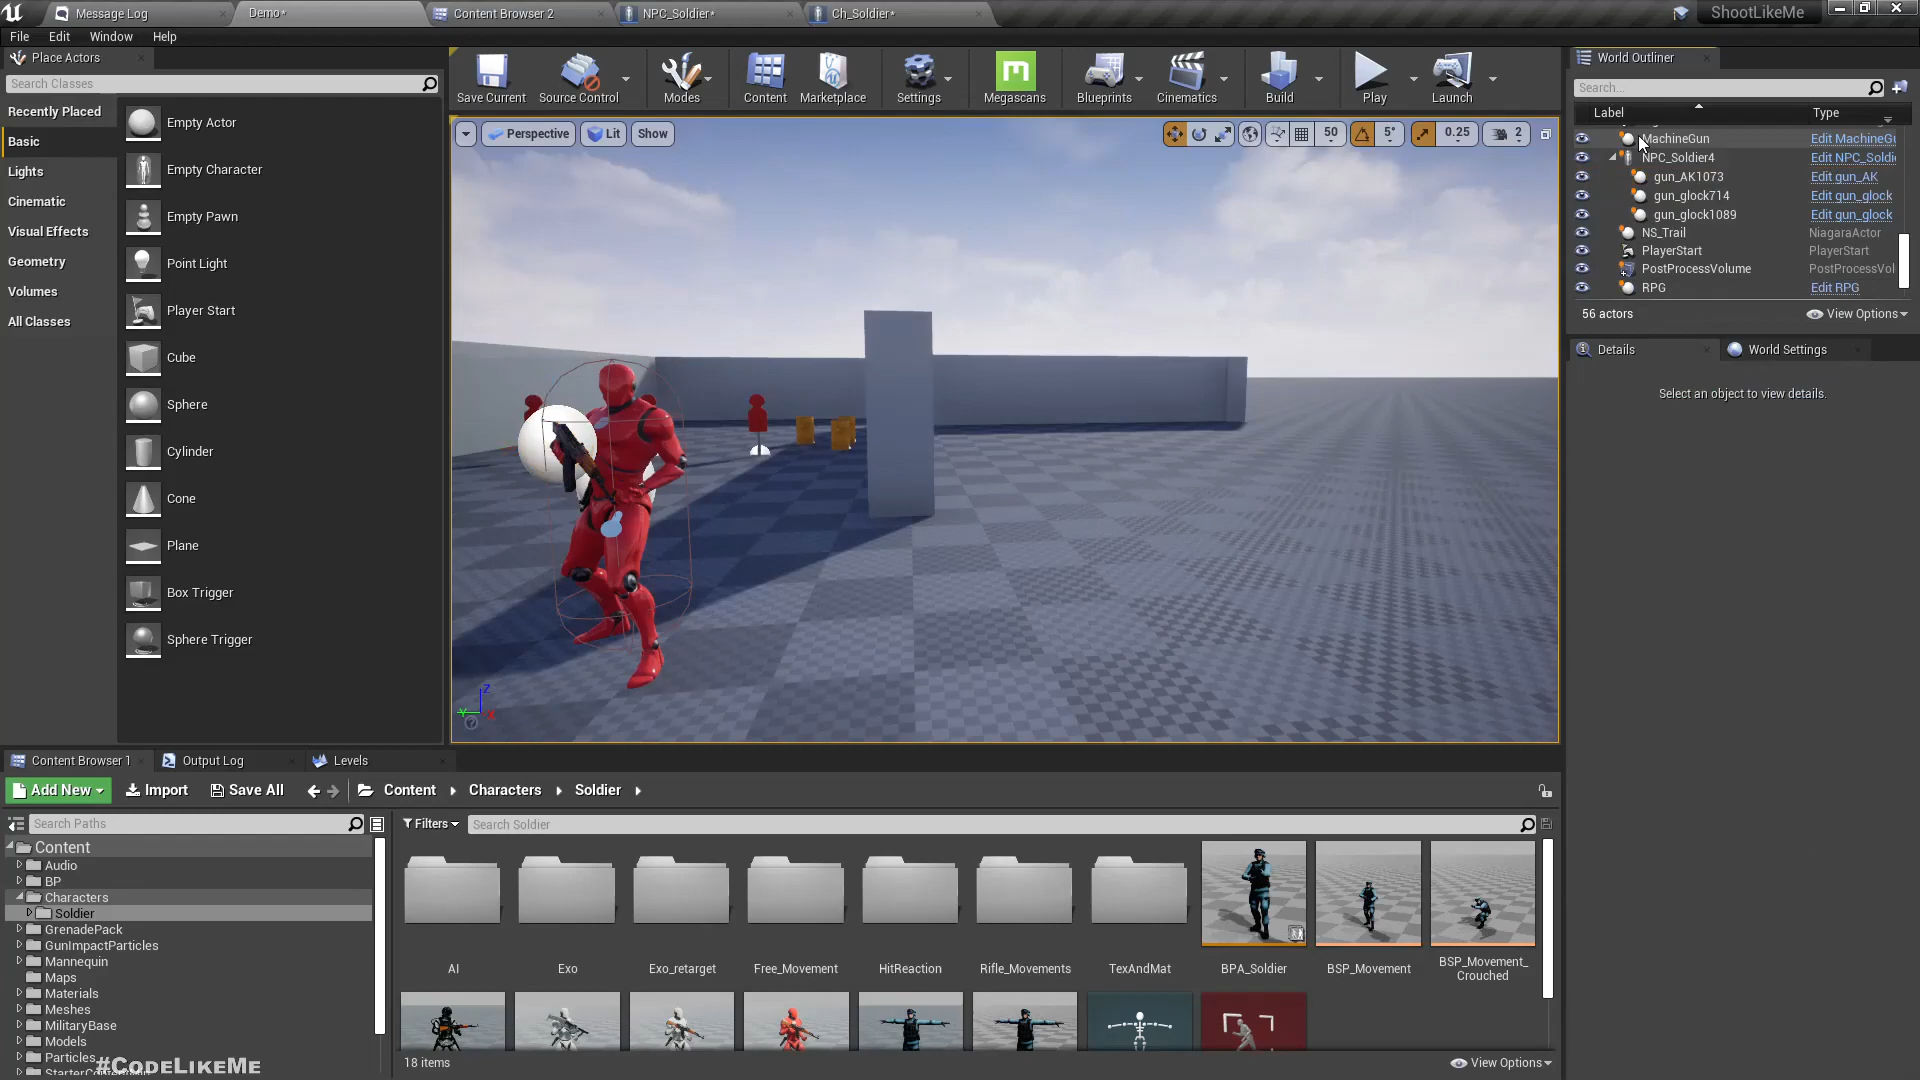 Message Log
Demo*
Content Browser 2
NPC_Soldier*
Ch_Soldier*
ShootLikeMe
File Edit Window Help
Place Actors
Search Classes
Recently Placed
Basic
Lights
Cinematic
Visual Effects
Geometry
Volumes
All Classes
Empty Actor
Empty Character
Empty Pawn
Point Light
Player Start
Cube
Sphere
Cylinder
Cone
Plane
Box Trigger
Sphere Trigger
Save Current
Source Control
Modes
Content
Marketplace
Settings
Megascans
Blueprints
Cinematics
Build
Play
Launch
Perspective
Lit
Show
50
5°
0.25
2
World Outliner
Search...
Label Type
MachineGun Edit MachineGu
NPC_Soldier4 Edit NPC_Soldie
gun_AK1073 Edit gun_AK
gun_glock714 Edit gun_glock
gun_glock1089 Edit gun_glock
NS_Trail NiagaraActor
PlayerStart PlayerStart
PostProcessVolume PostProcessVol
RPG Edit RPG
56 actors View Options
Details
World Settings
Select an object to view details.
Content Browser 1
Output Log
Levels
Add New
Import
Save All
Content
Characters
Soldier
Search Paths
Filters
Search Soldier
Content
Audio
BP
Characters
Soldier
GrenadePack
GunImpactParticles
Mannequin
Maps
Materials
Meshes
MilitaryBase
Models
Particles
AI
Exo
Exo_retarget
Free_Movement
HitReaction
Rifle_Movements
TexAndMat
BPA_Soldier
BSP_Movement
BSP_Movement_
Crouched
18 items
View Options
#CodeLikeMe